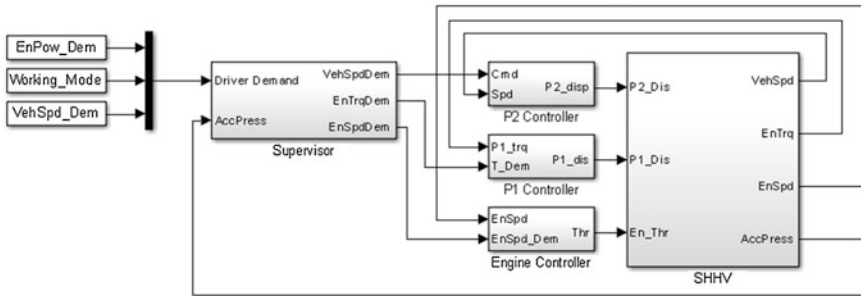 EnPow_Dem
Working_Mode
VehSpd_Dem
Driver Demand
AccPress
VehSpdDem
EnTrqDem
EnSpdDem
Supervisor
Cmd
Spd
P2_disp
P2 Controller
P1_trq
T_Dem
P1_dis
P1 Controller
EnSpd
EnSpd_Dem
Thr
Engine Controller
P2_Dis
P1_Dis
En_Thr
VehSpd
EnTrq
EnSpd
AccPress
SHHV